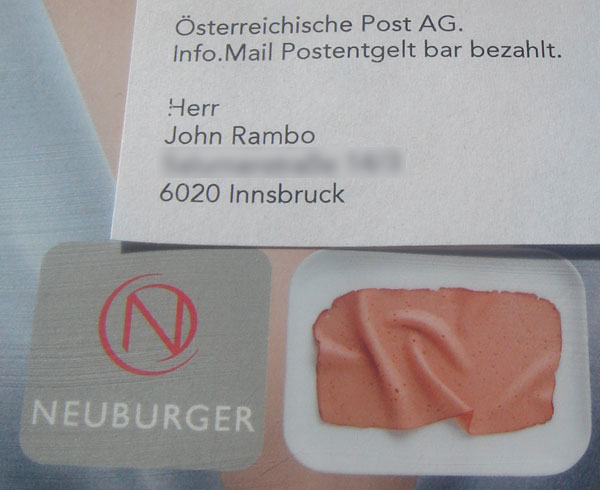 Österreichische Post AG.
Info.Mail Postentgelt bar bezahlt.
Herr
John Rambo
6020 Innsbruck
N
NEUBURGER